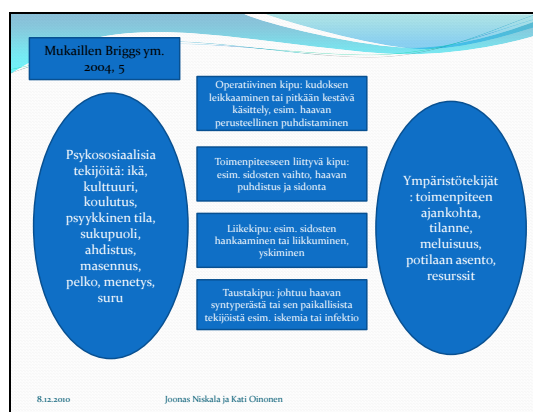 Mukaillen Briggs ym.
2004, 5
Psykososiaalisia
tekijöitä: ikä,
kulttuuri,
koulutus,
psyykkinen tila,
sukupuoli,
ahdistus,
masennus,
pelko, menetys,
suru
Operatiivinen kipu: kudoksen
leikkaaminen tai pitkään kestävä
käsittely, esim. haavan
perusteellinen puhdistaminen
Toimenpiteeseen liittyvä kipu:
esim. sidosten vaihto, haavan
puhdistus ja sidonta
Liikekipu: esim. sidosten
hankaaminen tai liikkuminen,
yskiminen
Taustakipu: johtuu haavan
syntyperästä tai sen paikallisista
tekijöistä esim. iskemia tai infektio
Ympäristötekijät
: toimenpiteen
ajankohta,
tilanne,
meluisuus,
potilaan asento,
resurssit
8.12.2010
Joonas Niskala ja Kati Oinonen